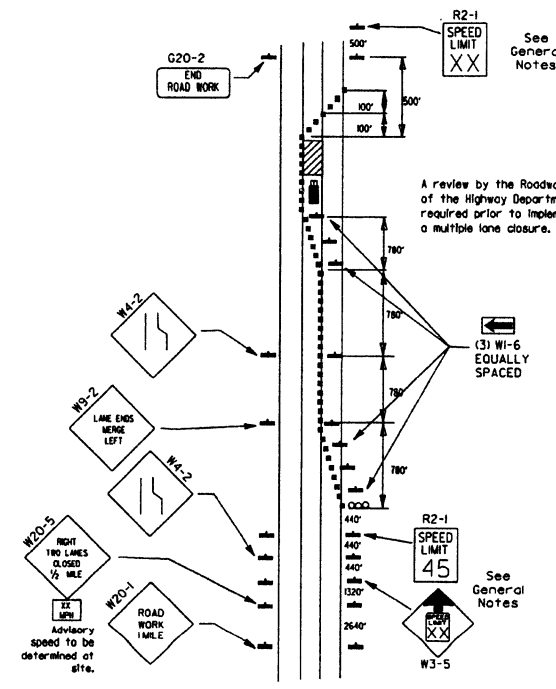 R2-1
SPEED
LIMIT
XX
See
General
Notes
500'
G20-2
END
ROAD WORK
100'
500'
100'
A review by the Roadw
of the Highway Departm
required prior to implem
a multiple lane closure.
780'
W4-2
780'
(3) W1-6
EQUALLY
SPACED
W9-2
LANE ENDS
MERGE
LEFT
780'
W4-2
780'
440'
R2-1
SPEED
LIMIT
45
440'
440'
W20-5
RIGHT
TWO LANES
CLOSED
½ MILE
XX
MPH
Advisory
speed to be
determined at
site.
W20-1
ROAD
WORK
1 MILE
1320'
2640'
See
General
Notes
SPEED
LIMIT
XX
W3-5